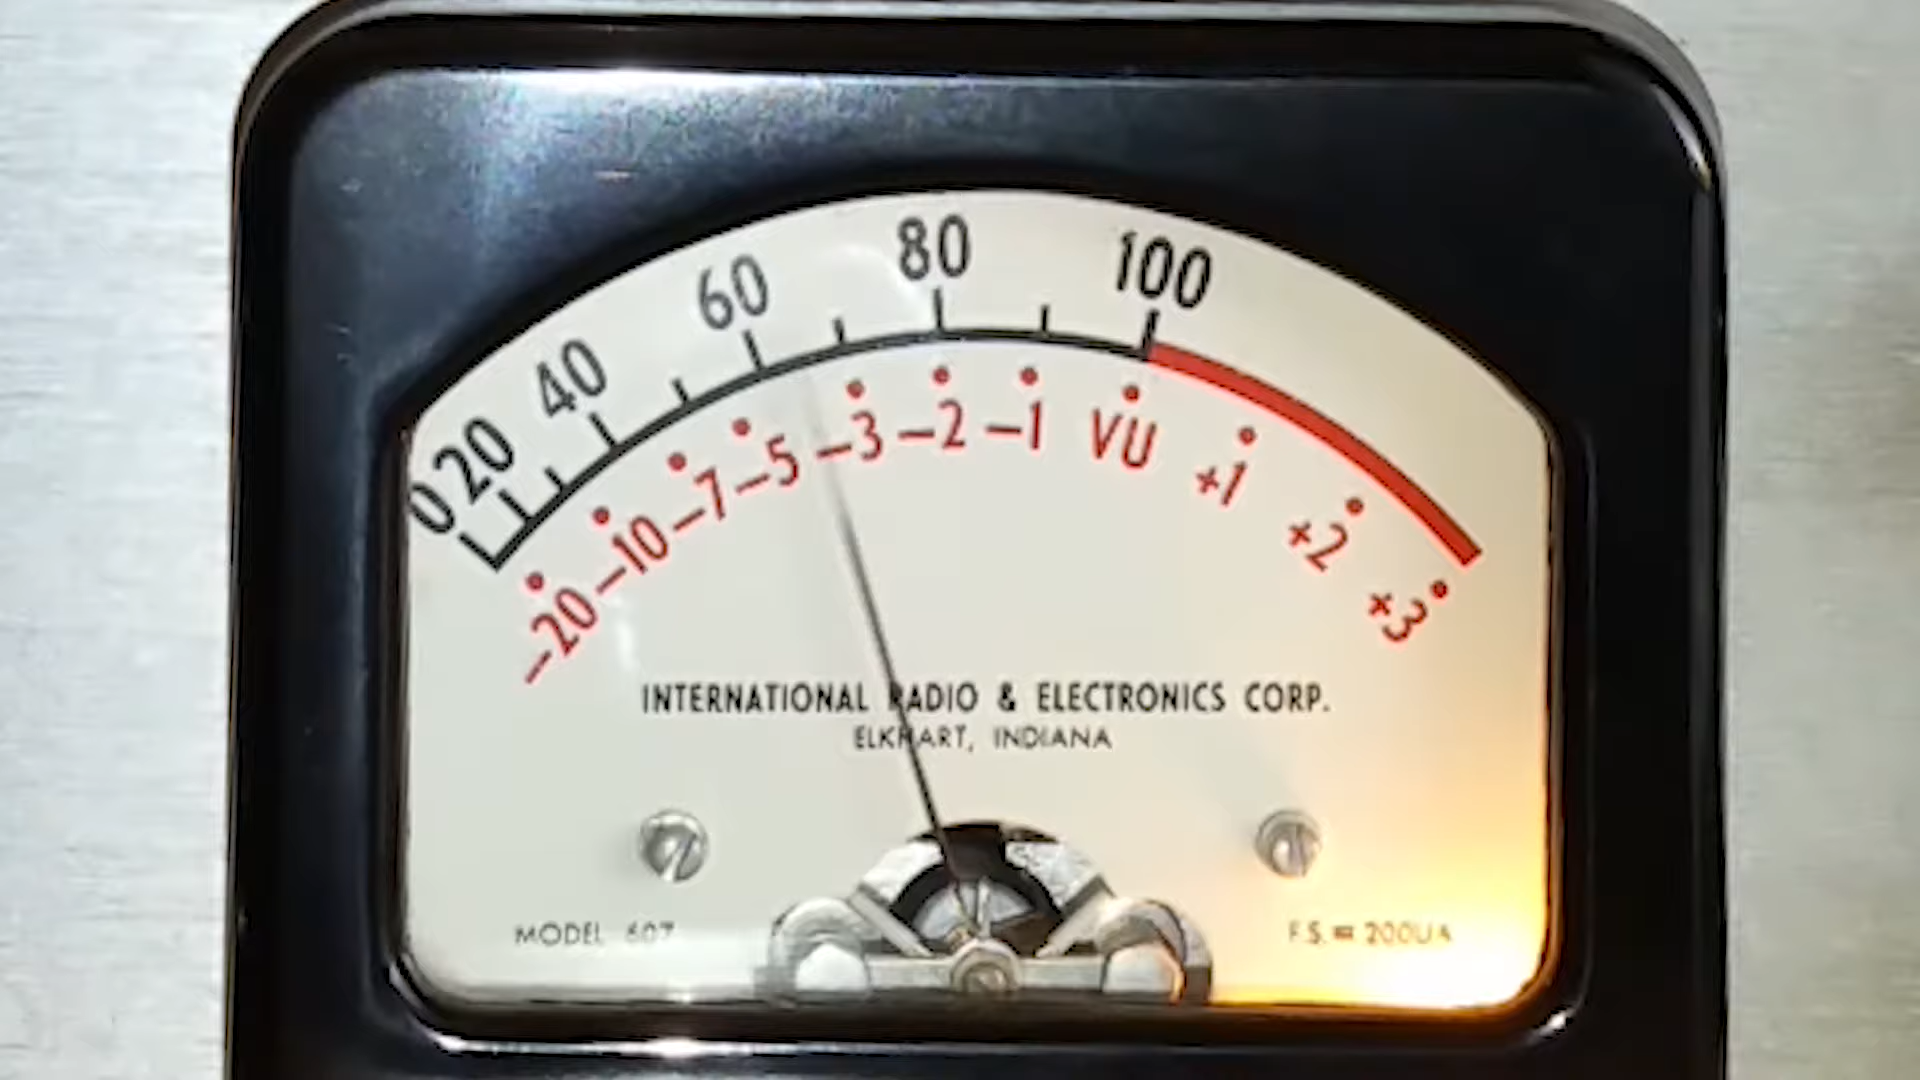 0 20 40 60 80 100
-20 -10 -7 -5 -3 -2 -1 VU +1 +2 +3
INTERNATIONAL RADIO & ELECTRONICS CORP.
ELKHART, INDIANA
MODEL 607 F.S. = 200UA